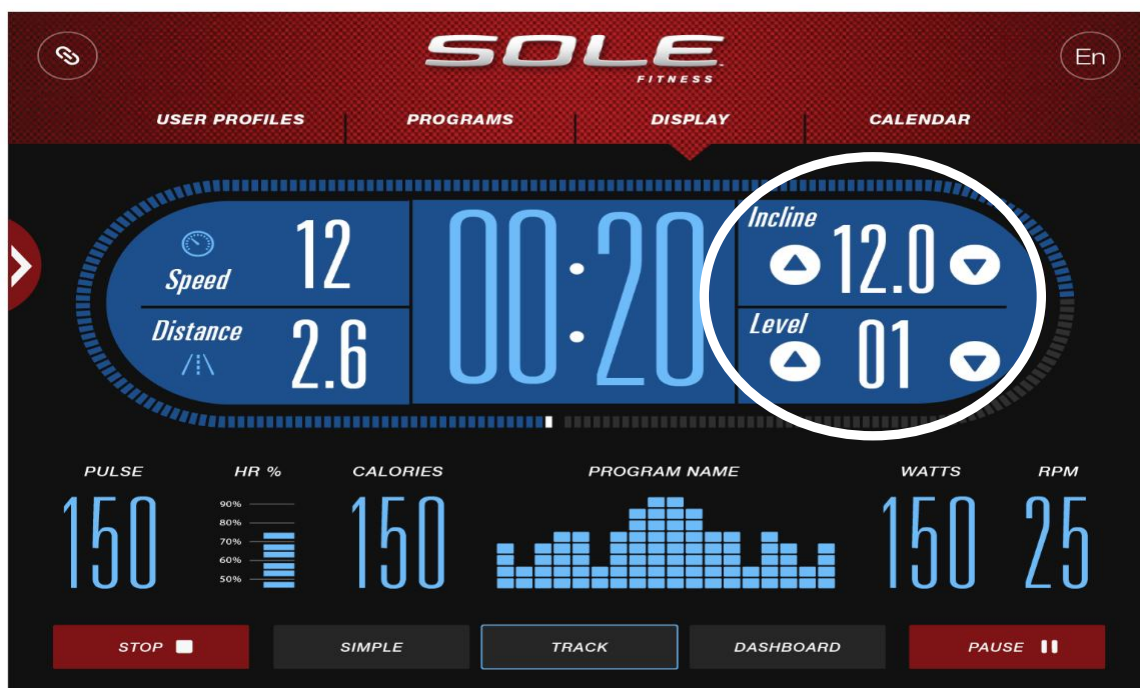 SOLE
FITNESS
En
USER PROFILES
PROGRAMS
DISPLAY
CALENDAR
Speed
12
Distance
2.6
00:20
Incline
12.0
Level
01
PULSE
150
HR %
90%
80%
70%
60%
50%
CALORIES
150
PROGRAM NAME
WATTS
150
RPM
25
STOP
SIMPLE
TRACK
DASHBOARD
PAUSE